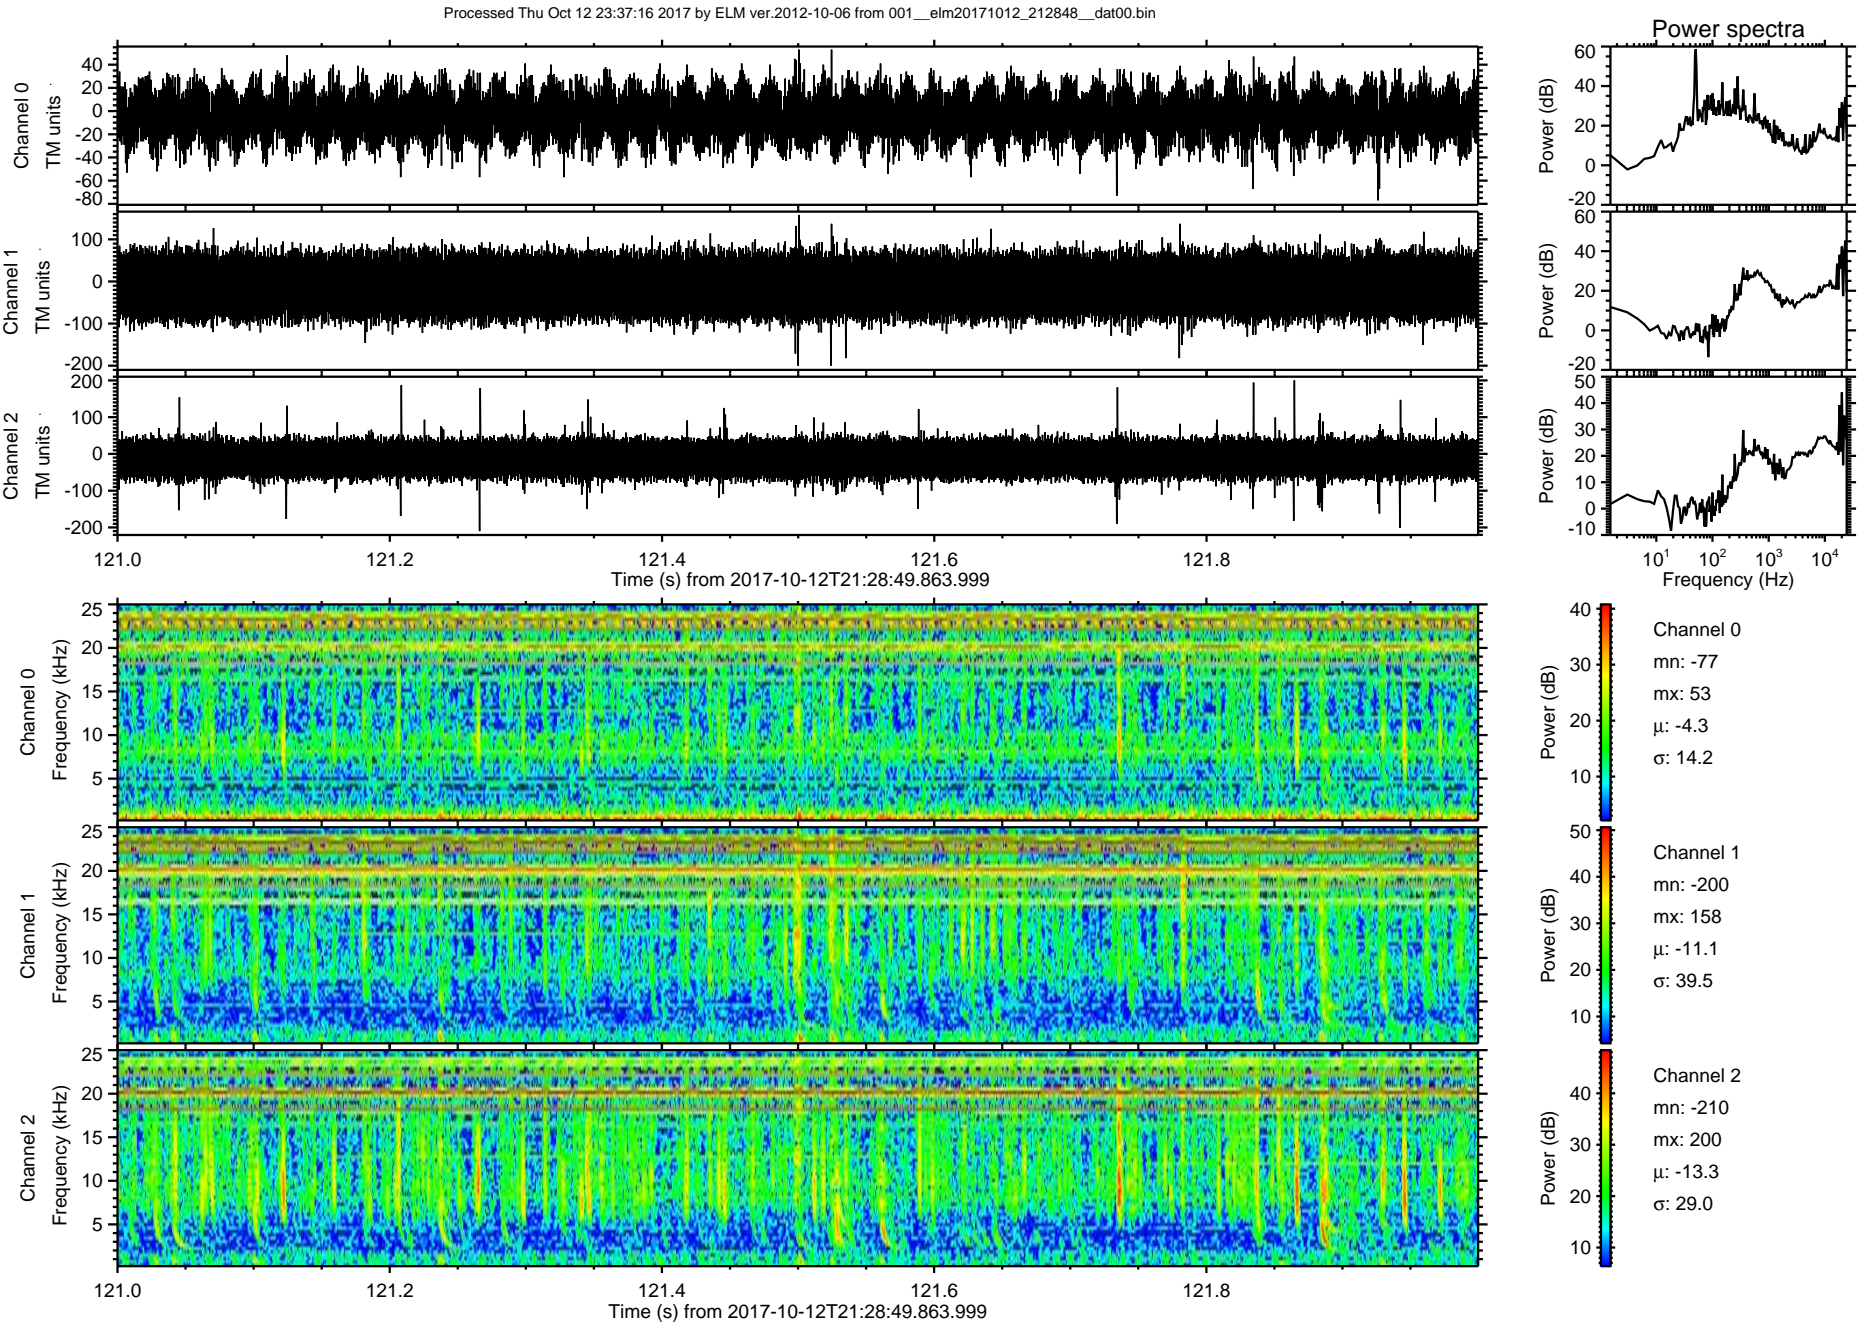 Processed Thu Oct 12 23:37:16 2017 by ELM ver.2012-10-06 from 001__elm20171012_212848__dat00.bin
Power spectra
Channel 0
TM units
40
20
0
-20
-40
-60
-80
Power (dB)
60
40
20
0
-20
Channel 1
TM units
100
0
-100
-200
Power (dB)
60
40
20
0
-20
Channel 2
TM units
200
100
0
-100
-200
Power (dB)
50
40
30
20
10
0
-10
121.0 121.2 121.4 121.6 121.8
Time (s) from 2017-10-12T21:28:49.863.999
10¹ 10² 10³ 10⁴
Frequency (Hz)
Channel 0
Frequency (kHz)
25
20
15
10
5
Power (dB)
40
30
20
10
Channel 0
mn: -77
mx: 53
µ: -4.3
σ: 14.2
Channel 1
Frequency (kHz)
25
20
15
10
5
Power (dB)
50
40
30
20
10
Channel 1
mn: -200
mx: 158
µ: -11.1
σ: 39.5
Channel 2
Frequency (kHz)
25
20
15
10
5
Power (dB)
40
30
20
10
Channel 2
mn: -210
mx: 200
µ: -13.3
σ: 29.0
121.0 121.2 121.4 121.6 121.8
Time (s) from 2017-10-12T21:28:49.863.999